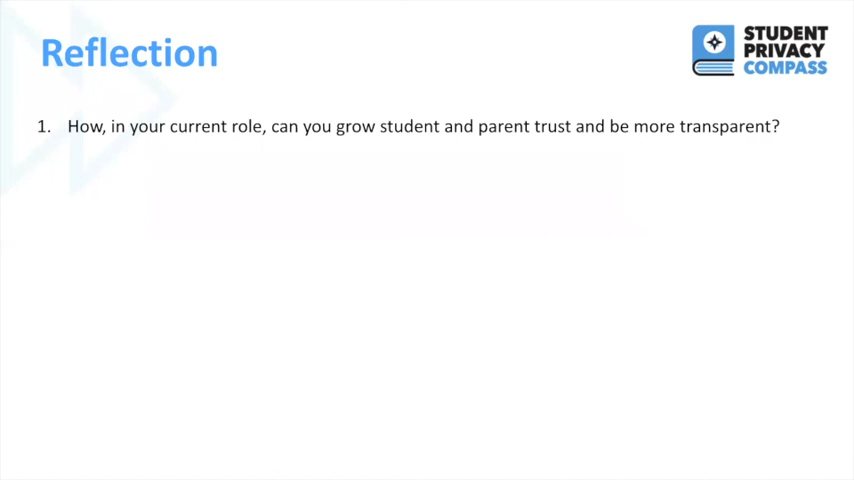 Reflection
STUDENT
PRIVACY
COMPASS
1. How, in your current role, can you grow student and parent trust and be more transparent?